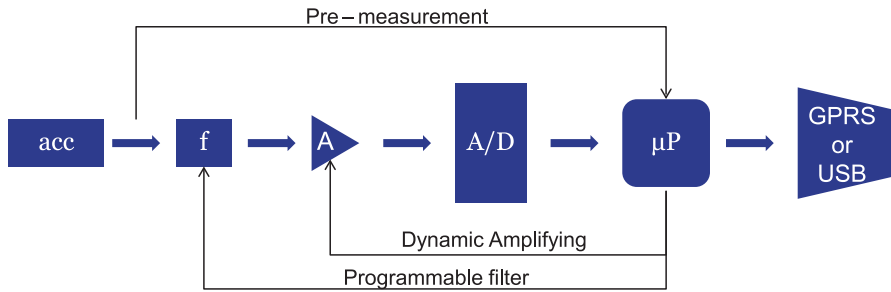 Pre – measurement
acc
f
A
A/D
µP
GPRS
or
USB
Dynamic Amplifying
Programmable filter